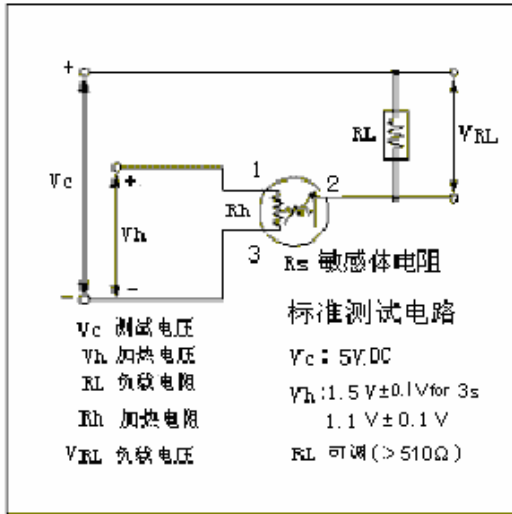 +
RL
VRL
Vc
+
1
2
Rh
Vh
3
Rs 敏感体电阻
-
-
标准测试电路
Vc 测试电压
Vh 加热电压
RL 负载电阻
Rh 加热电阻
VRL 负载电压
Vc: 5V.DC
Vh:1.5 V±0.1V for 3s
1.1 V±0.1 V
RL 可调(>510Ω)